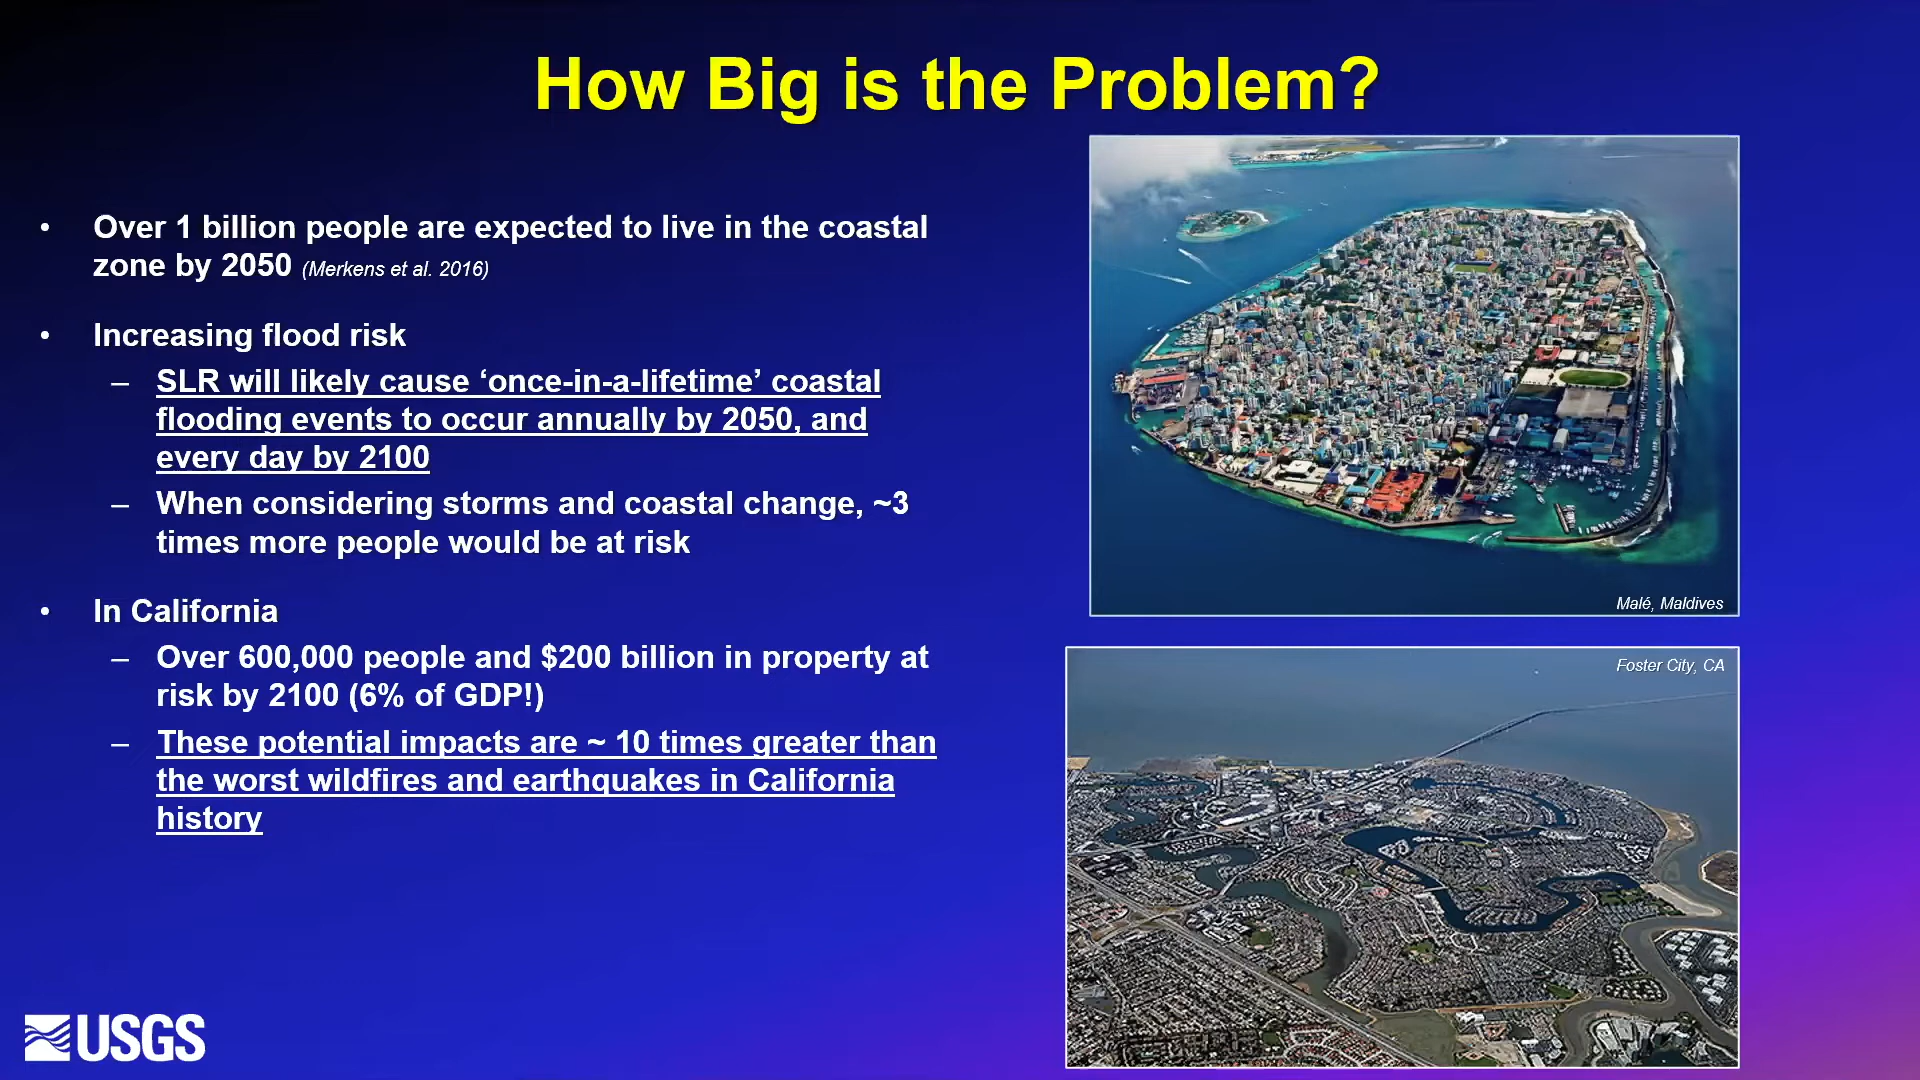 How Big is the Problem?
• Over 1 billion people are expected to live in the coastal
zone by 2050 (Merkens et al. 2016)
• Increasing flood risk
– SLR will likely cause ‘once-in-a-lifetime’ coastal
flooding events to occur annually by 2050, and
every day by 2100
– When considering storms and coastal change, ~3
times more people would be at risk
• In California
– Over 600,000 people and $200 billion in property at
risk by 2100 (6% of GDP!)
– These potential impacts are ~ 10 times greater than
the worst wildfires and earthquakes in California
history
Malé, Maldives
Foster City, CA
USGS